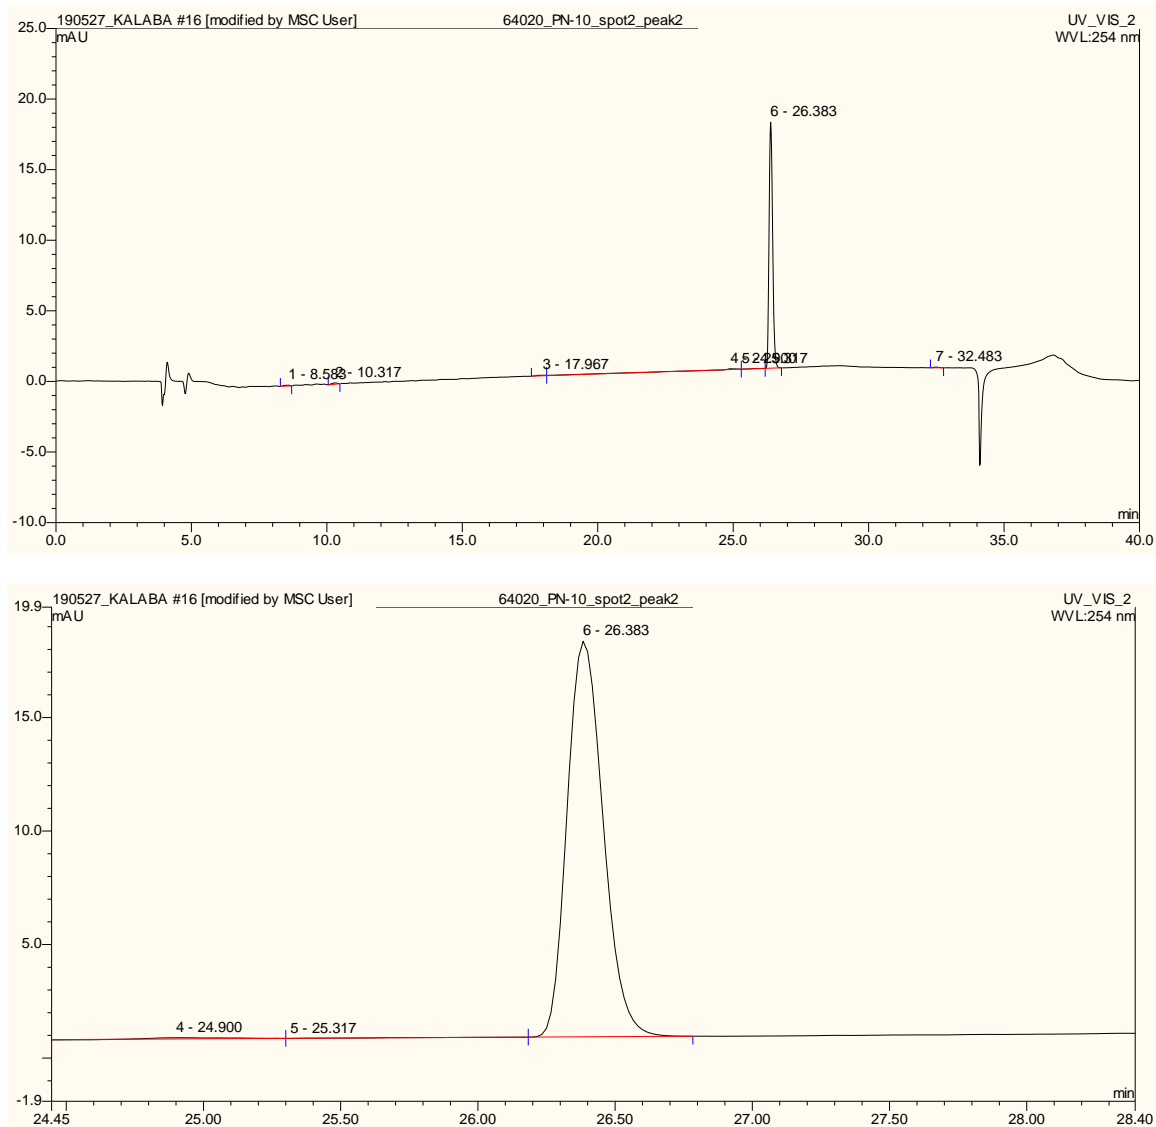 190527_KALABA #16 [modified by MSC User] 64020_PN-10_spot2_peak2 UV_VIS_2
mAU WVL:254 nm
25.0
20.0
15.0
10.0
5.0
0.0
-5.0
-10.0
6 - 26.383
1 - 8.583
2 - 10.317
3 - 17.967
4 - 24.900
5 - 25.317
7 - 32.483
min
0.0 5.0 10.0 15.0 20.0 25.0 30.0 35.0 40.0
190527_KALABA #16 [modified by MSC User] 64020_PN-10_spot2_peak2 UV_VIS_2
mAU WVL:254 nm
19.9
15.0
10.0
5.0
-1.9
6 - 26.383
4 - 24.900
5 - 25.317
min
24.45 25.00 25.50 26.00 26.50 27.00 27.50 28.00 28.40